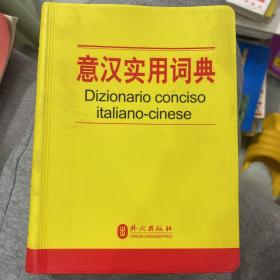 意汉实用词典
Dizionario conciso
italiano-cinese
外文出版社
FOREIGN LANGUAGES PRESS